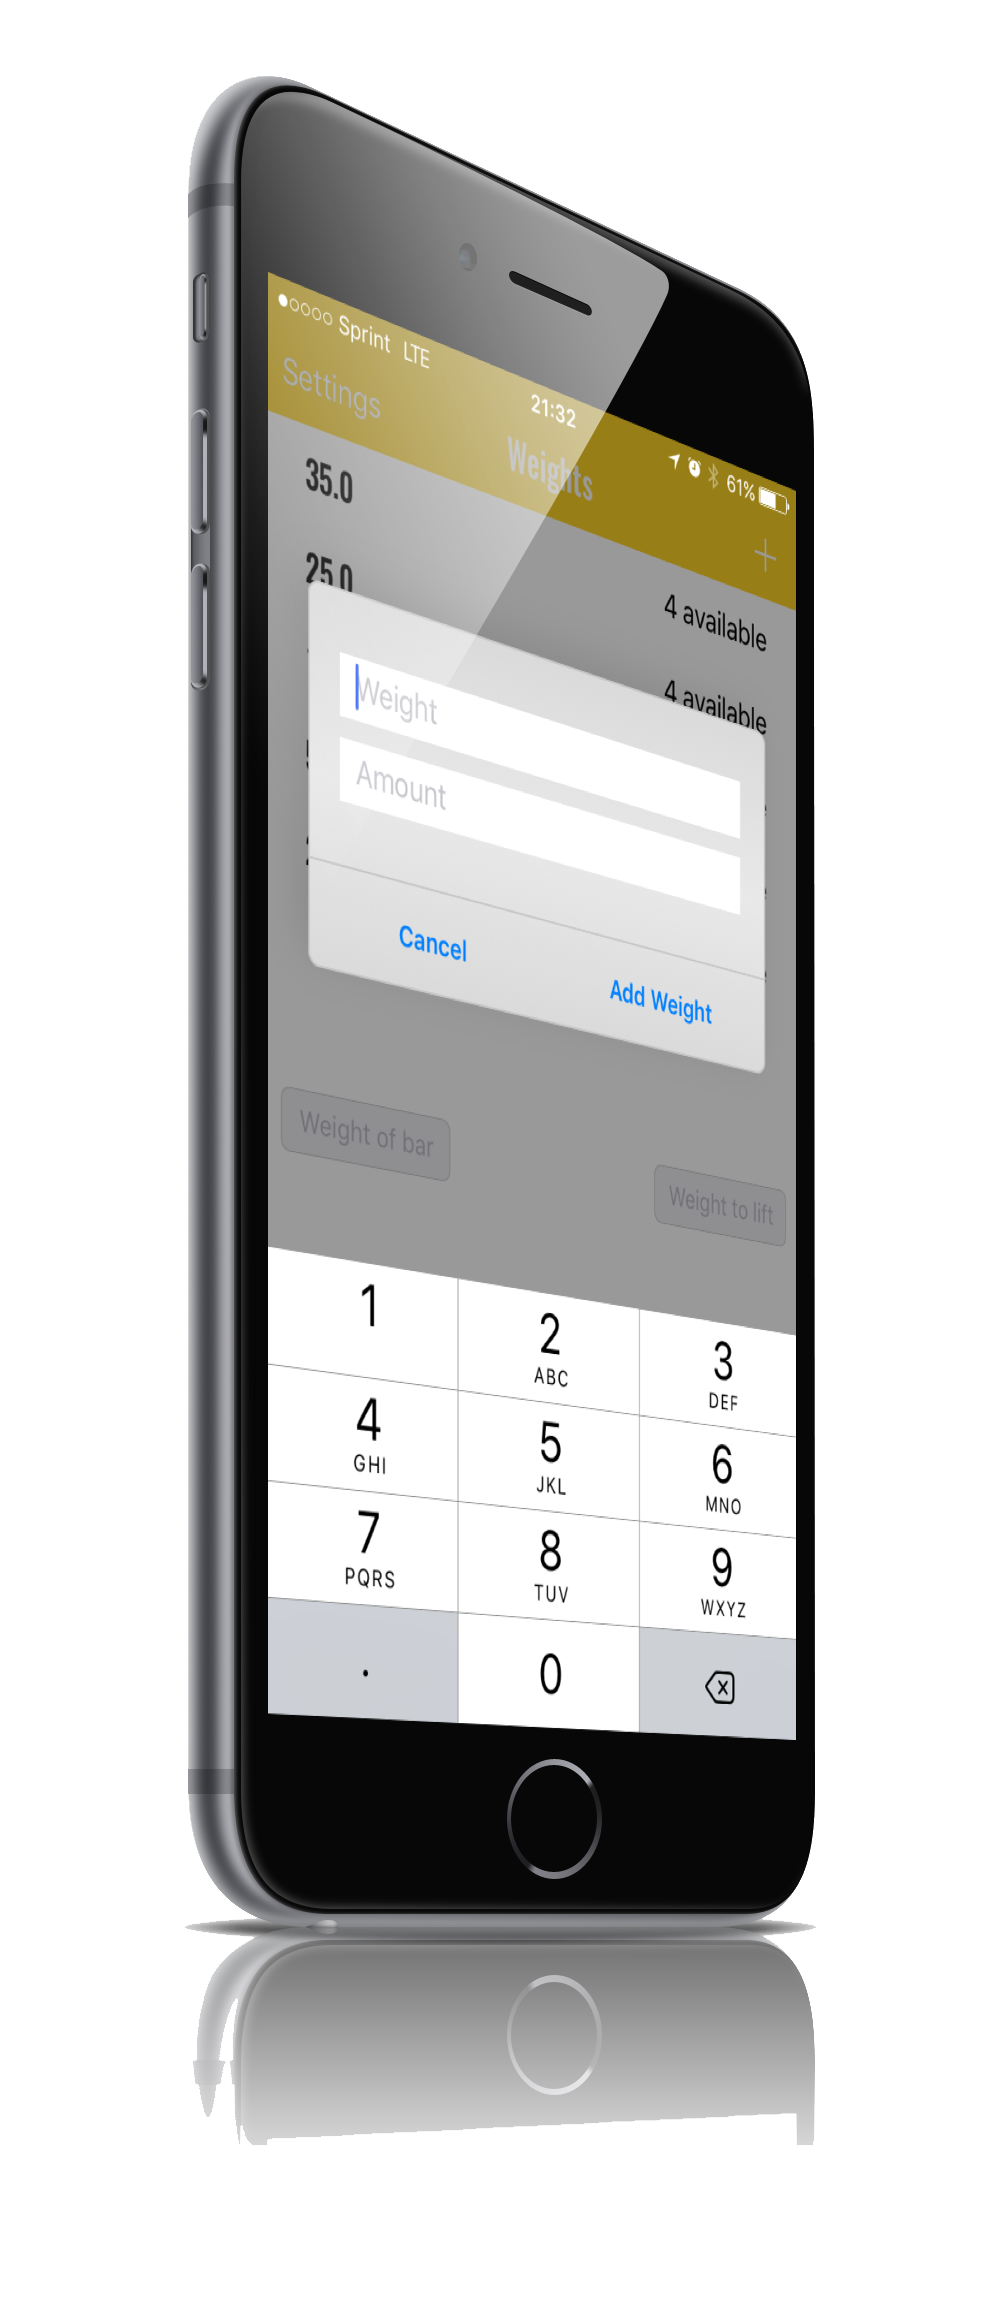 Sprint LTE
21:32
61%
Settings
Weights
35.0
4 available
25.0
4 available
Weight
Amount
Cancel
Add Weight
Weight of bar
Weight to lift
1
2
ABC
3
DEF
4
GHI
5
JKL
6
MNO
7
PQRS
8
TUV
9
WXYZ
.
0